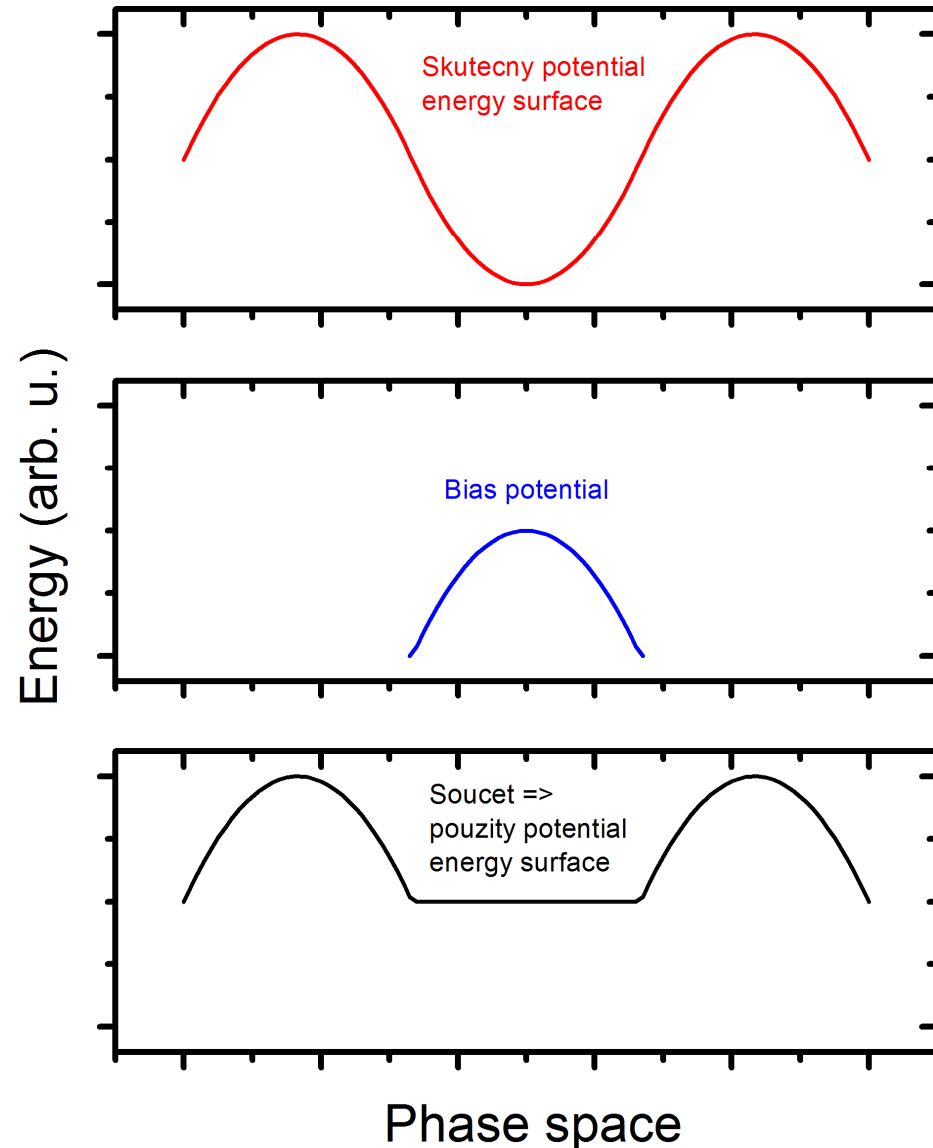 Skutecny potential
energy surface
Energy (arb. u.)
Bias potential
Soucet =>
pouzity potential
energy surface
Phase space